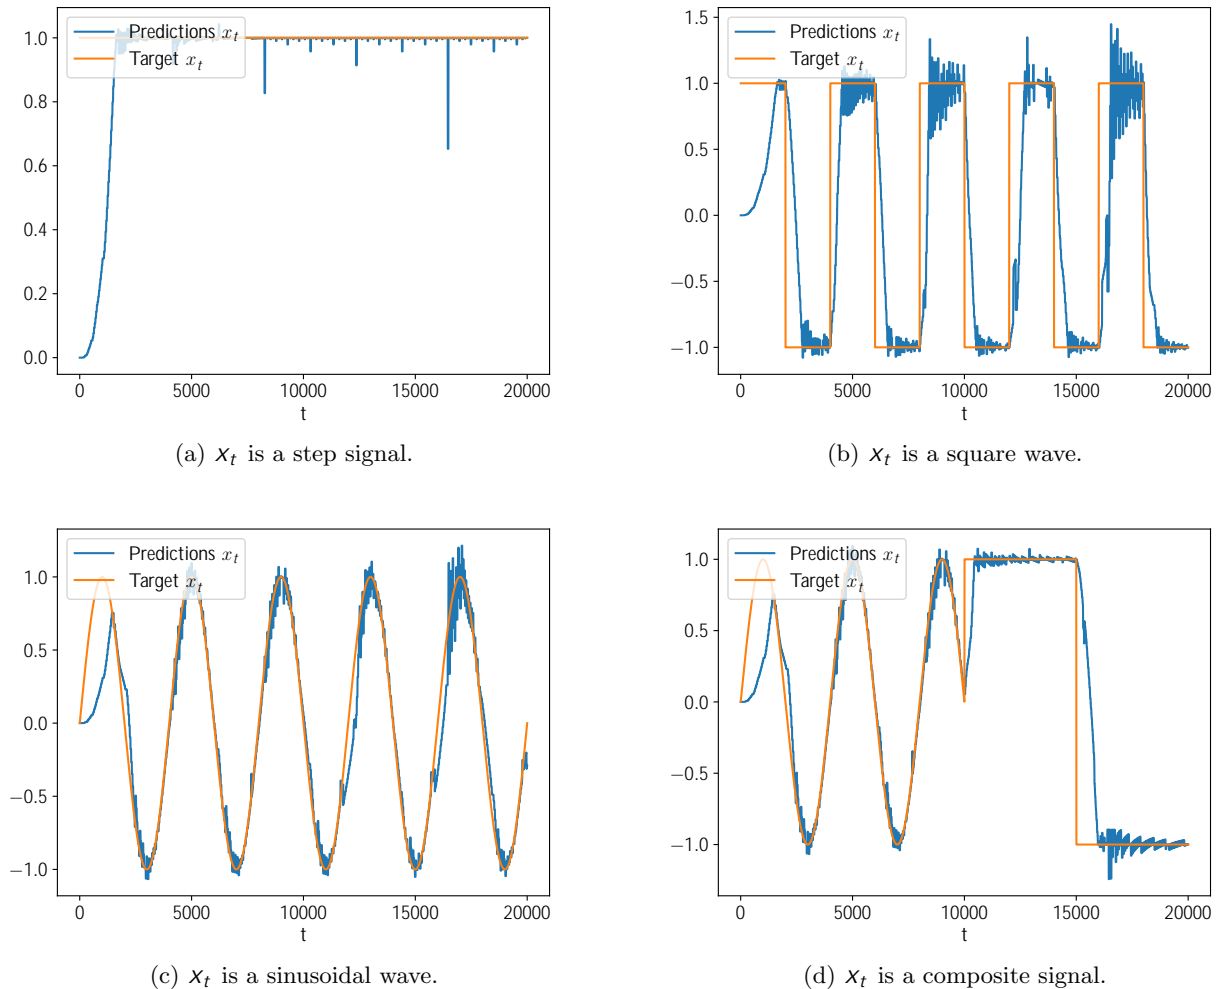 Predictions x_t
Target x_t
1.0
0.8
0.6
0.4
0.2
0.0
0 5000 10000 15000 20000
t
(a) x_t is a step signal.
Predictions x_t
Target x_t
1.5
1.0
0.5
0.0
−0.5
−1.0
0 5000 10000 15000 20000
t
(b) x_t is a square wave.
Predictions x_t
Target x_t
1.0
0.5
0.0
−0.5
−1.0
0 5000 10000 15000 20000
t
(c) x_t is a sinusoidal wave.
Predictions x_t
Target x_t
1.0
0.5
0.0
−0.5
−1.0
0 5000 10000 15000 20000
t
(d) x_t is a composite signal.